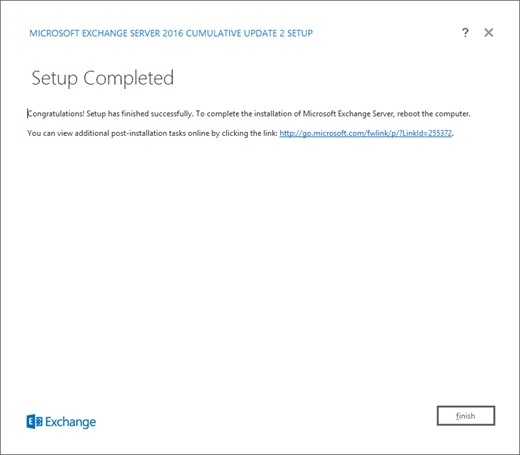 MICROSOFT EXCHANGE SERVER 2016 CUMULATIVE UPDATE 2 SETUP
?
Setup Completed
Congratulations! Setup has finished successfully. To complete the installation of Microsoft Exchange Server, reboot the computer.
You can view additional post-installation tasks online by clicking the link: http://go.microsoft.com/fwlink/p/?LinkId=255372.
Exchange
finish